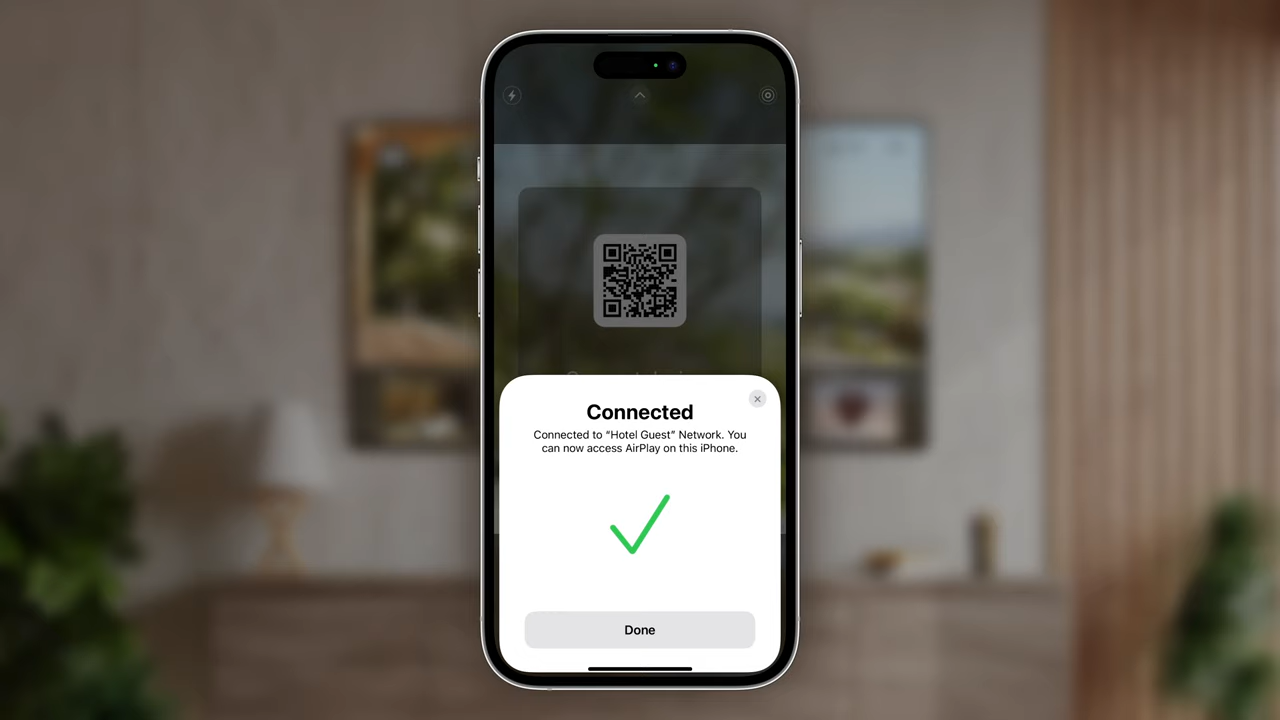 Connected
Connected to “Hotel Guest” Network. You
can now access AirPlay on this iPhone.
Done